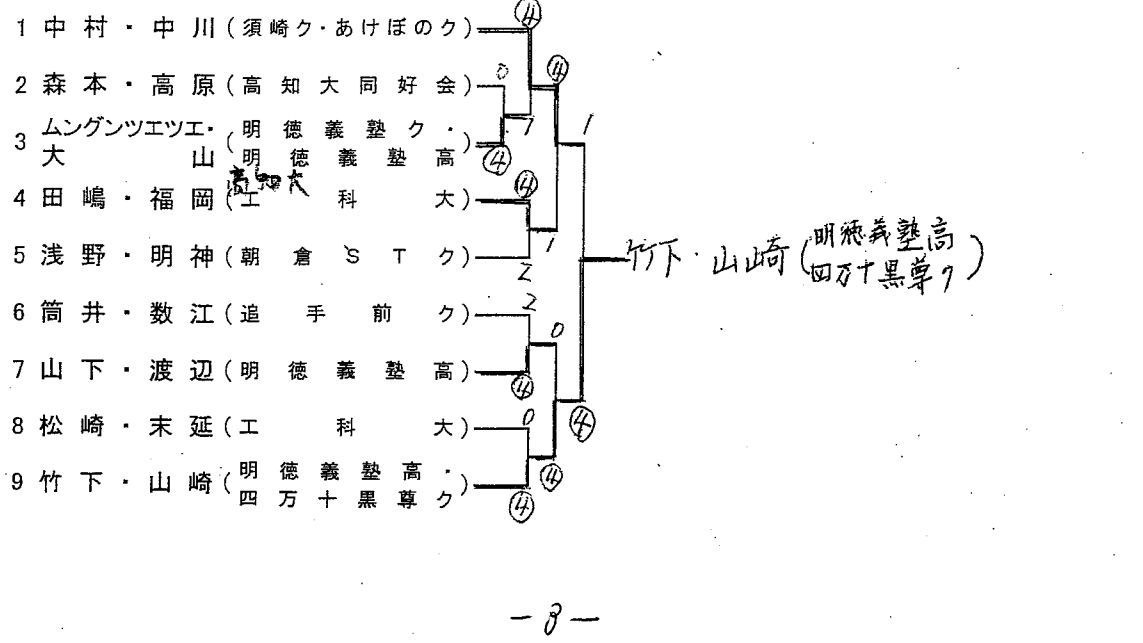 ④
1 中村・中川(須崎ク・あけぼのク)
④
0
2 森本・高原(高知大同好会)
1
1
3 ムングンツエツエ・大山(明徳義塾ク・明徳義塾高)
④
高知大
④
4 田嶋・福岡(工科大)
1
竹下・山崎(明徳義塾高
四万十黒尊ク)
5 浅野・明神(朝倉STク)
2
2
6 筒井・数江(追手前ク)
0
7 山下・渡辺(明徳義塾高)
④
0
④
8 松崎・末延(工科大)
④
9 竹下・山崎(明徳義塾高・四万十黒尊ク)
④
-8-